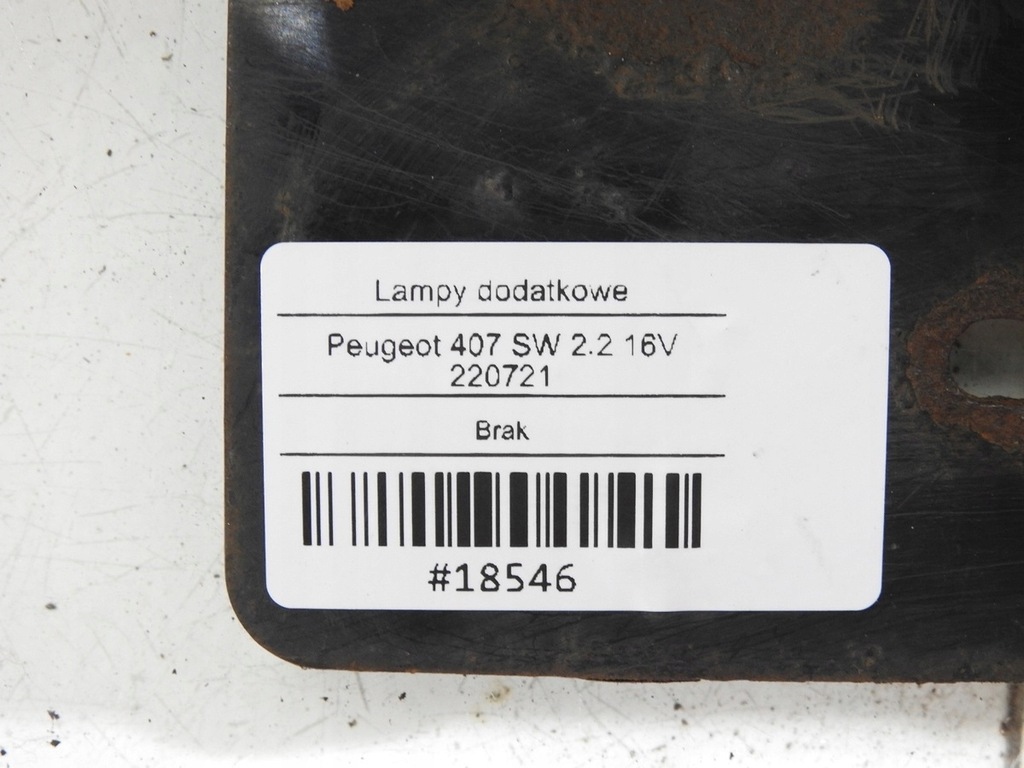 Lampy dodatkowe
Peugeot 407 SW 2.2 16V
220721
Brak
#18546